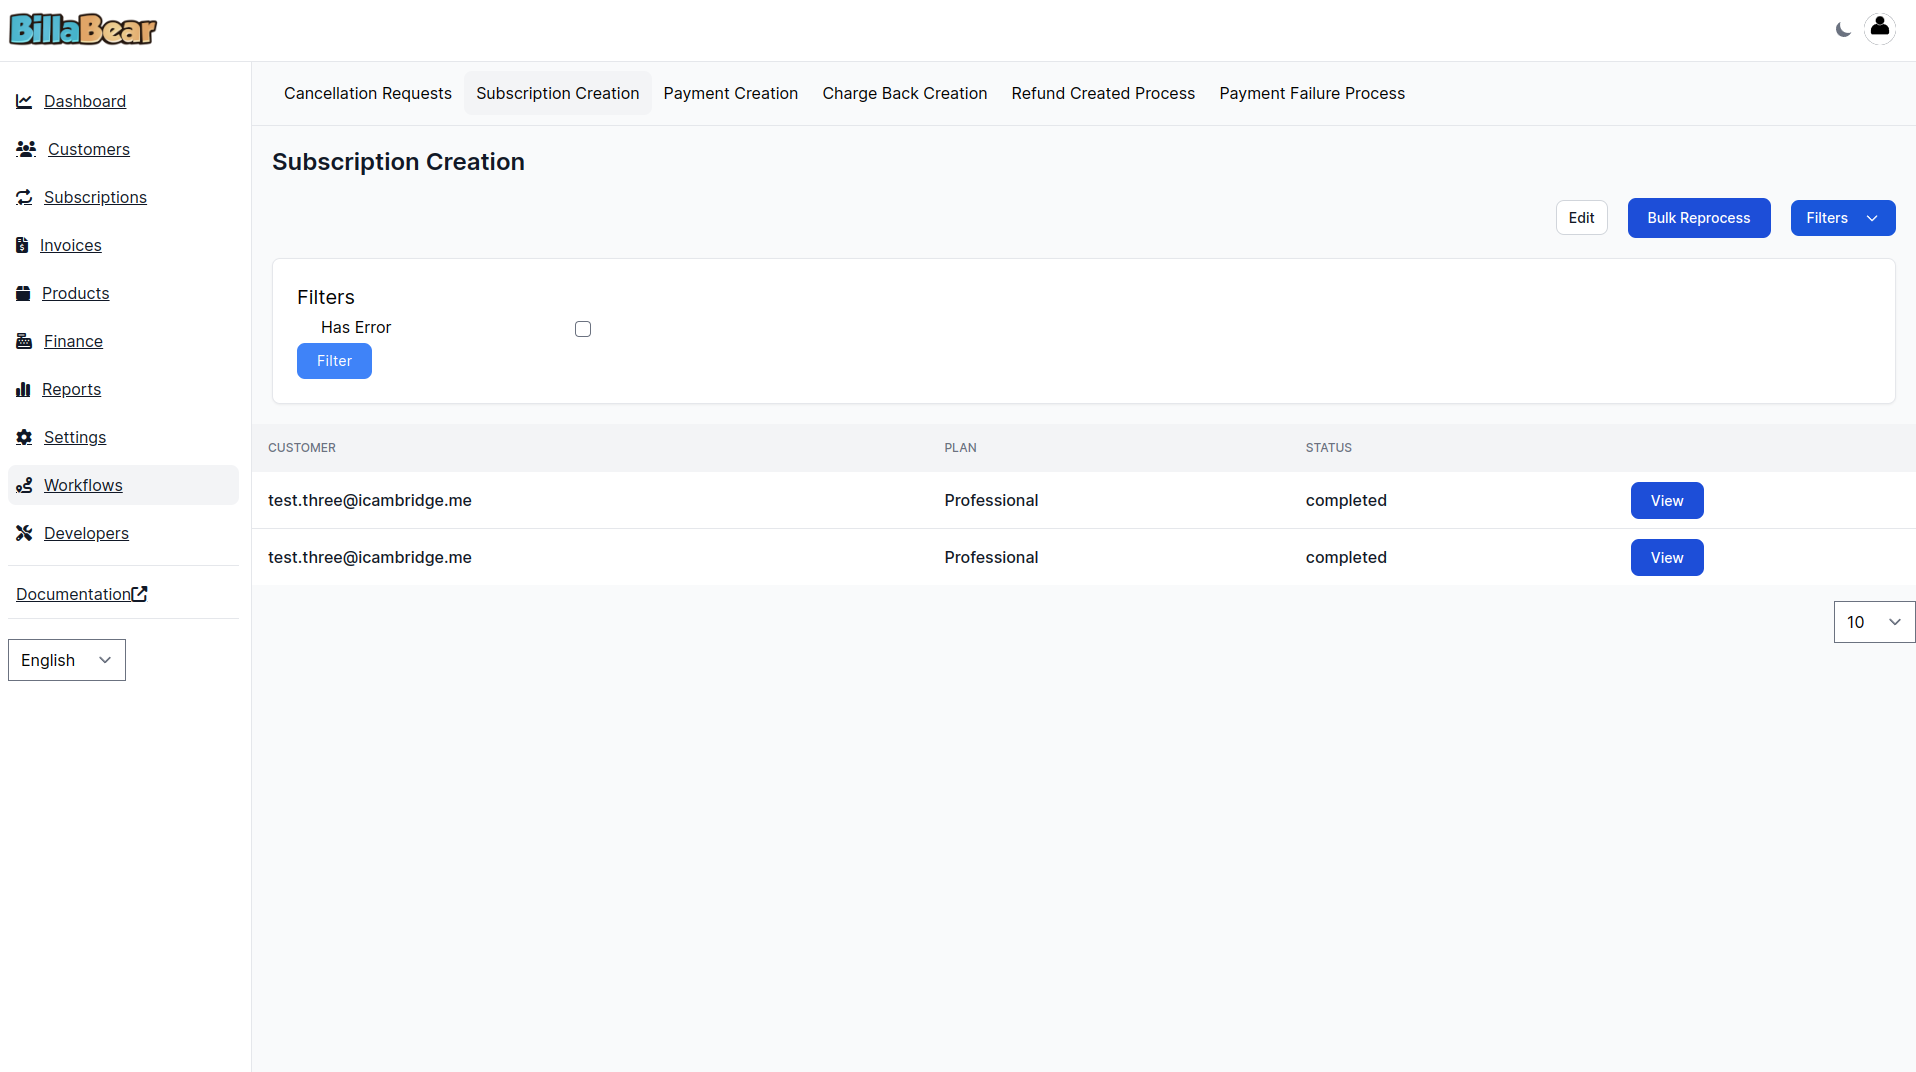 BillaBear
Dashboard
Customers
Subscriptions
Invoices
Products
Finance
Reports
Settings
Workflows
Developers
Documentation
English
Cancellation Requests Subscription Creation Payment Creation Charge Back Creation Refund Created Process Payment Failure Process
Subscription Creation
Edit Bulk Reprocess Filters
Filters
Has Error
Filter
CUSTOMER PLAN STATUS
test.three@icambridge.me Professional completed View
test.three@icambridge.me Professional completed View
10